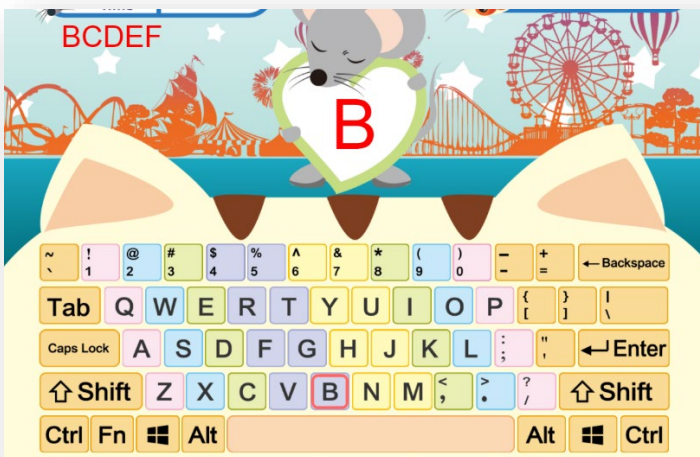 BCDEF
B
~ ` ! 1 @ 2 # 3 $ 4 % 5 ^ 6 & 7 * 8 ( 9 ) 0 – - + = ← Backspace
Tab Q W E R T Y U I O P { [ } ] | \
Caps Lock A S D F G H J K L : ; " ' ↵ Enter
⇧ Shift Z X C V B N M < ; > . ? / ⇧ Shift
Ctrl Fn Alt Alt Ctrl